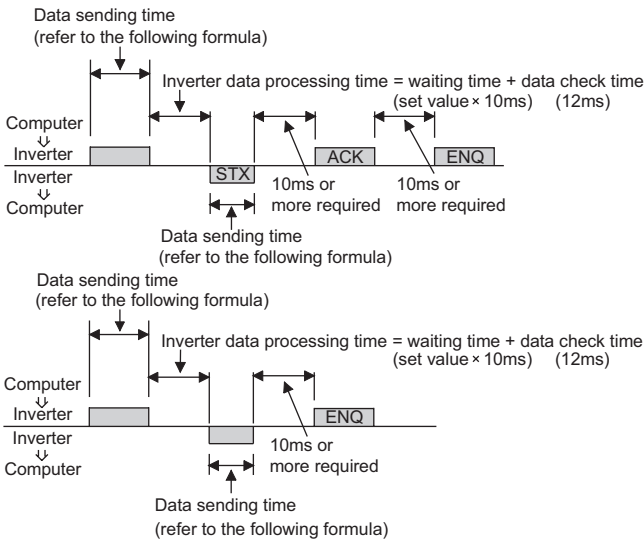 Data sending time
(refer to the following formula)
Inverter data processing time = waiting time + data check time
(set value × 10ms) (12ms)
Computer
⇓
Inverter
ACK
ENQ
Inverter
⇓
Computer
STX
10ms or
more required
10ms or
more required
Data sending time
(refer to the following formula)
Data sending time
(refer to the following formula)
Inverter data processing time = waiting time + data check time
(set value × 10ms) (12ms)
Computer
⇓
Inverter
ENQ
Inverter
⇓
Computer
10ms or
more required
Data sending time
(refer to the following formula)